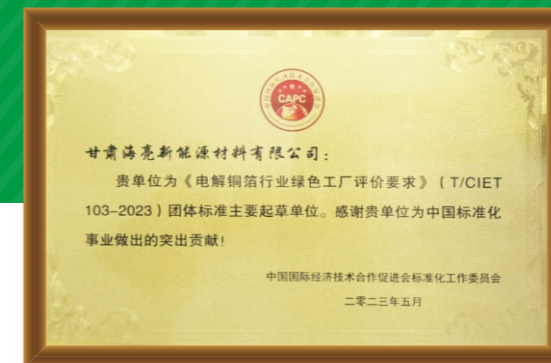 CAPC
甘肃海亮新能源材料有限公司:
贵单位为《电解铜箔行业绿色工厂评价要求》(T/CIET
103-2023)团体标准主要起草单位。感谢贵单位为中国标准化
事业做出的突出贡献!
中国国际经济技术合作促进会标准化工作委员会
二零二三年五月